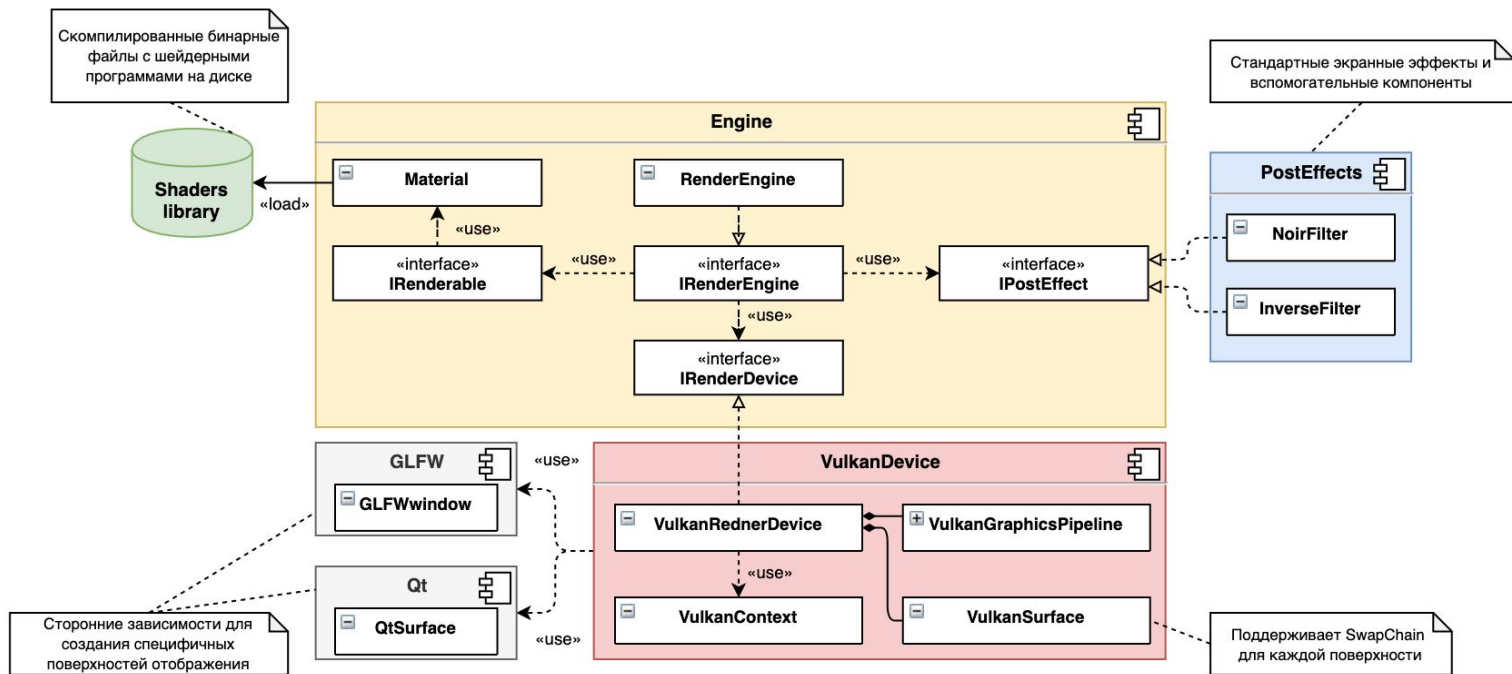 Скомпилированные бинарные
файлы с шейдерными
программами на диске
Стандартные экранные эффекты и
вспомогательные компоненты
Engine
Shaders
library
«load»
Material
RenderEngine
PostEffects
«use»
«interface»
IRenderable
«use»
«interface»
IRenderEngine
«use»
«interface»
IPostEffect
NoirFilter
InverseFilter
«use»
«interface»
IRenderDevice
GLFW
GLFWwindow
«use»
VulkanDevice
VulkanRednerDevice
VulkanGraphicsPipeline
«use»
VulkanContext
VulkanSurface
Qt
QtSurface
«use»
Сторонние зависимости для
создания специфичных
поверхностей отображения
Поддерживает SwapChain
для каждой поверхности